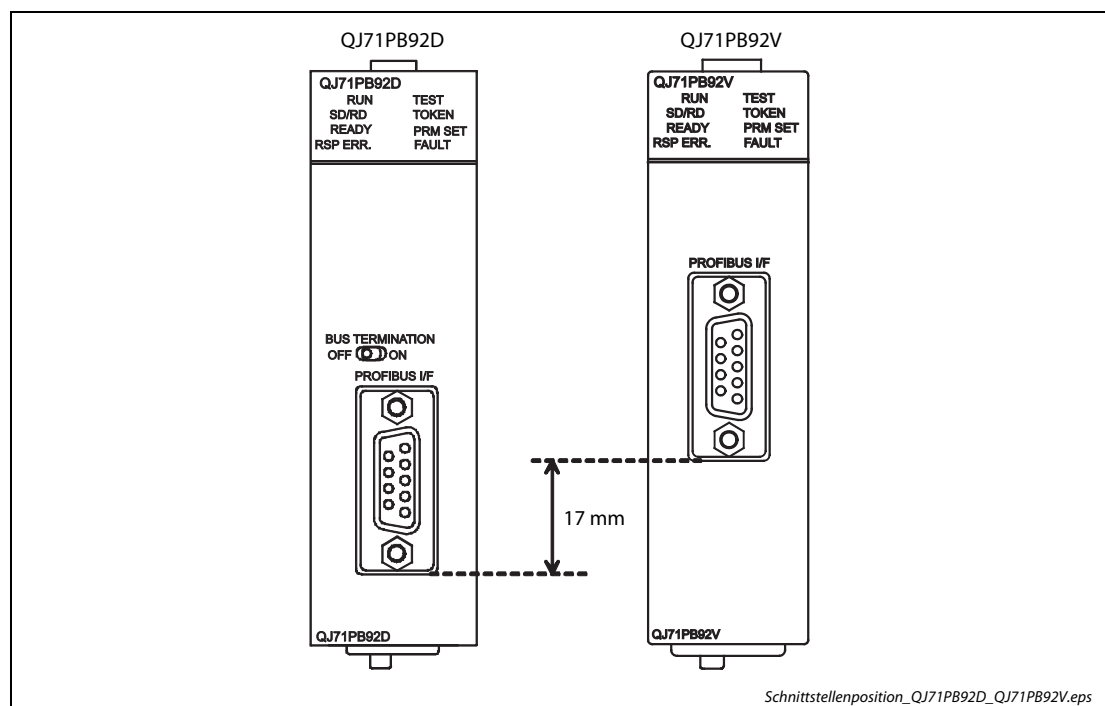 QJ71PB92D
QJ71PB92D
RUN TEST
SD/RD TOKEN
READY PRM SET
RSP ERR. FAULT
BUS TERMINATION
OFF ON
PROFIBUS I/F
QJ71PB92D
17 mm
QJ71PB92V
QJ71PB92V
RUN TEST
SD/RD TOKEN
READY PRM SET
RSP ERR. FAULT
PROFIBUS I/F
QJ71PB92V
Schnittstellenposition_QJ71PB92D_QJ71PB92V.eps